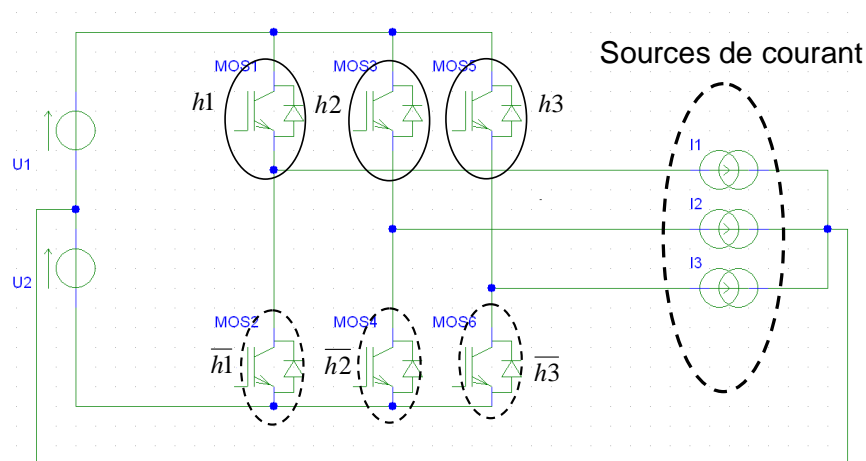 Sources de courant
MOS1 MOS3 MOS5
h1 h2 h3
U1
I1
I2
U2
I3
MOS2 MOS4 MOS6
h1 h2 h3